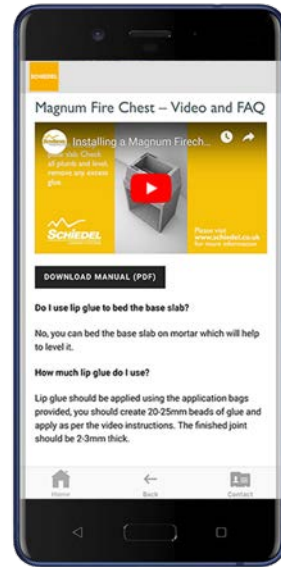 SCHIEDEL
Magnum Fire Chest – Video and FAQ
Installing a Magnum Firech...
your slab. Check
all plumb and level,
remove any excess
glue.
SCHIEDEL
Please visit
www.schiedel.co.uk
for more information
DOWNLOAD MANUAL (PDF)
Do I use lip glue to bed the base slab?
No, you can bed the base slab on mortar which will help
to level it.
How much lip glue do I use?
Lip glue should be applied using the application bags
provided, you should create 20-25mm beads of glue and
apply as per the video instructions. The finished joint
should be 2-3mm thick.
Home
Back
Contact